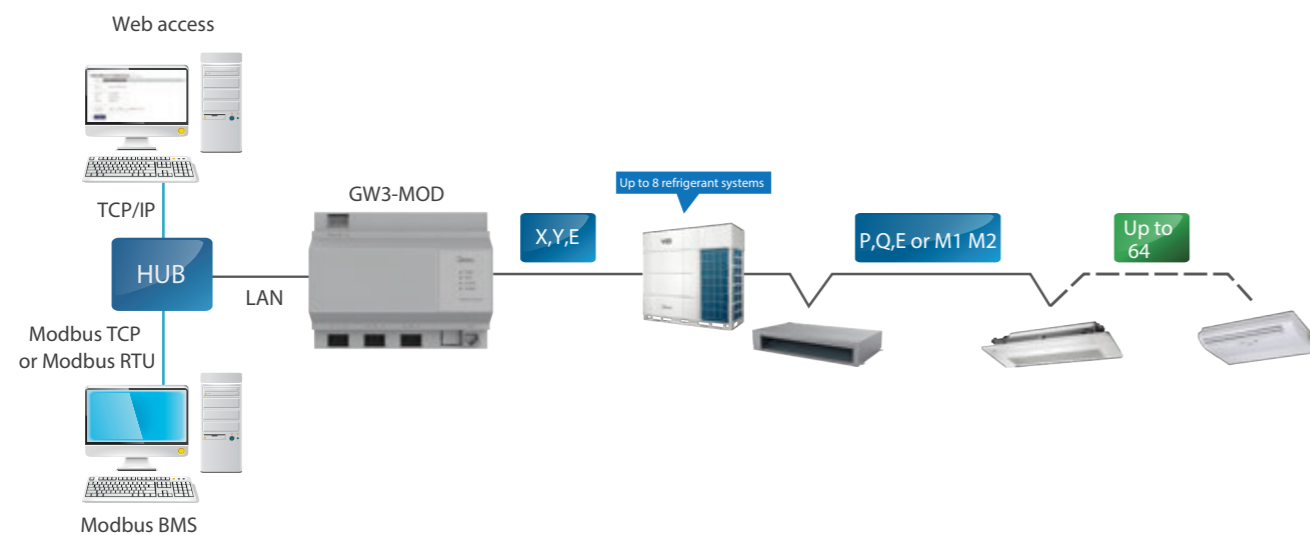 Web access
TCP/IP
HUB
LAN
Modbus TCP
or Modbus RTU
Modbus BMS
GW3-MOD
X,Y,E
Up to 8 refrigerant systems
P,Q,E or M1 M2
Up to
64